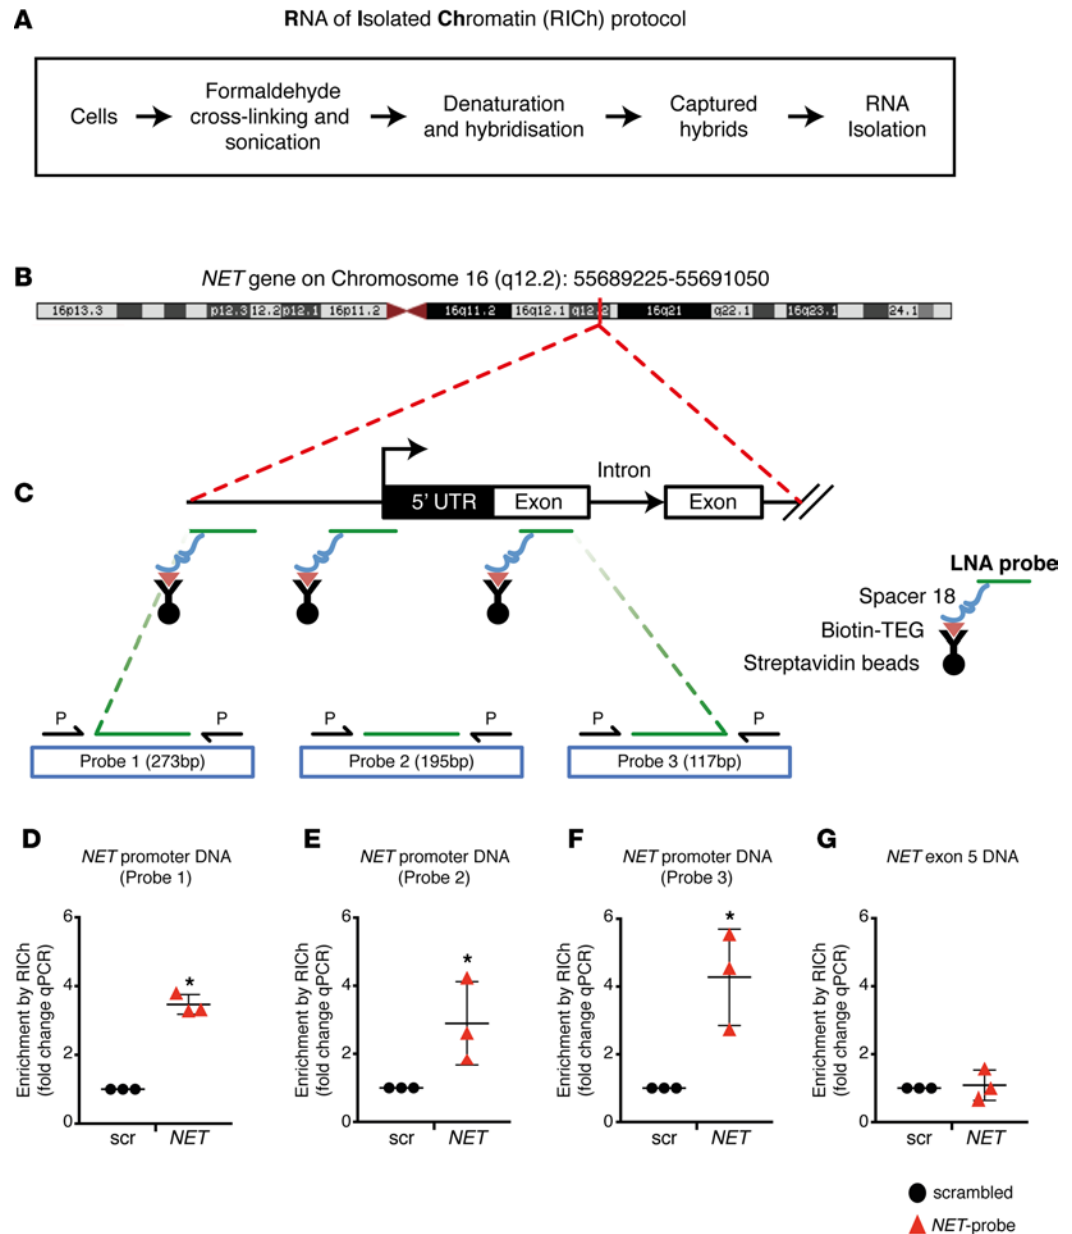 A
RNA of Isolated Chromatin (RICh) protocol
Cells
Formaldehyde
cross-linking and
sonication
Denaturation
and hybridisation
Captured
hybrids
RNA
Isolation
B
NET gene on Chromosome 16 (q12.2): 55689225-55691050
16p13.3 p12.3 12.2 p12.1 16p11.2 16q11.2 16q12.1 q12.2 16q21 q22.1 16q23.1 24.1
C
Intron
5' UTR Exon Exon
LNA probe
Spacer 18
Biotin-TEG
Streptavidin beads
P P P P P P
Probe 1 (273bp) Probe 2 (195bp) Probe 3 (117bp)
D
NET promoter DNA
(Probe 1)
Enrichment by RICh
(fold change qPCR)
6
4
2
0
*
scr NET
E
NET promoter DNA
(Probe 2)
Enrichment by RICh
(fold change qPCR)
6
4
2
0
*
scr NET
F
NET promoter DNA
(Probe 3)
Enrichment by RICh
(fold change qPCR)
6
4
2
0
*
scr NET
G
NET exon 5 DNA
Enrichment by RICh
(fold change qPCR)
6
4
2
0
scr NET
scrambled
NET-probe